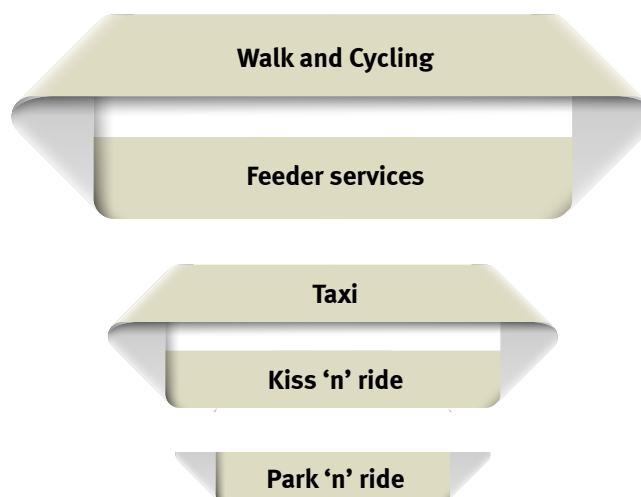 Walk and Cycling
Feeder services
Taxi
Kiss ‘n’ ride
Park ‘n’ ride